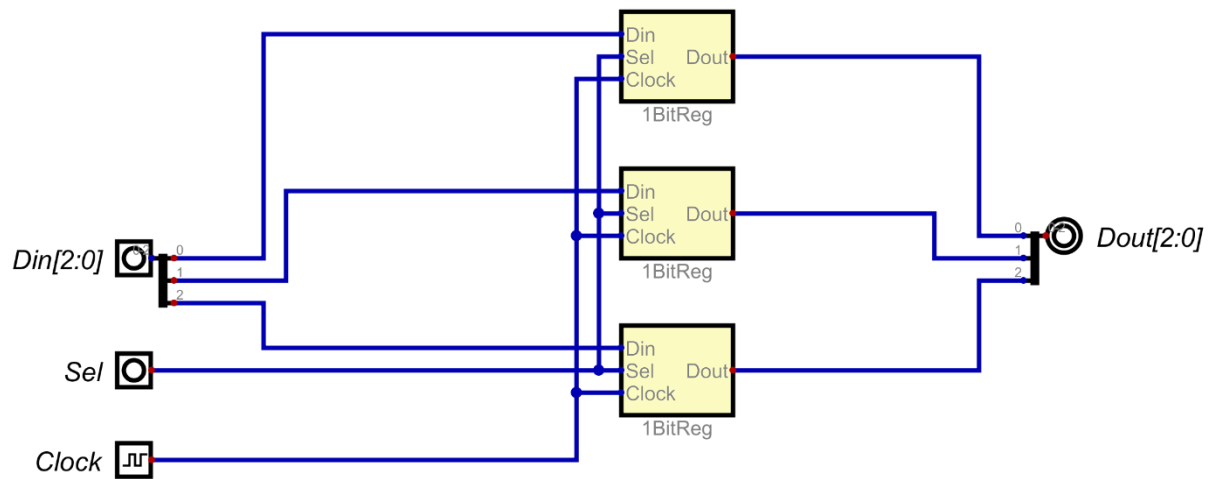 Din
Sel Dout
Clock
1BitReg
Din
Sel Dout
Clock
1BitReg
Din[2:0]
0
1
2
0
1
2
Dout[2:0]
Din
Sel Dout
Clock
1BitReg
Sel
Clock